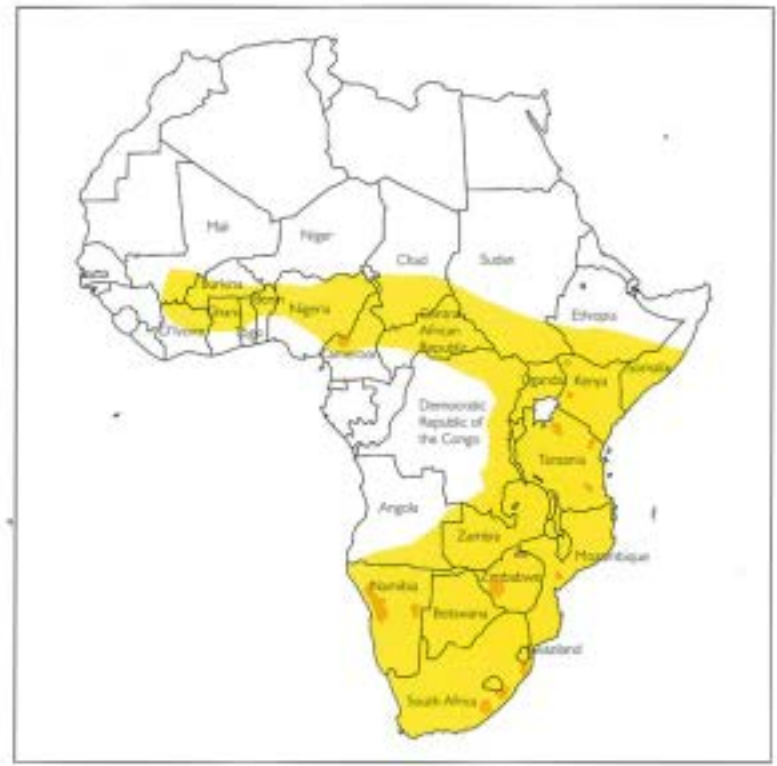 Mali
Niger
Chad
Sudan
Burkina
Benin
Nigeria
Ethiopia
Ghana
Togo
Central
African
Republic
Cameroon
Somalia
Uganda
Kenya
Democratic
Republic of
the Congo
Tanzania
Angola
Zambia
Mozambique
Namibia
Zimbabwe
Botswana
Swaziland
South Africa